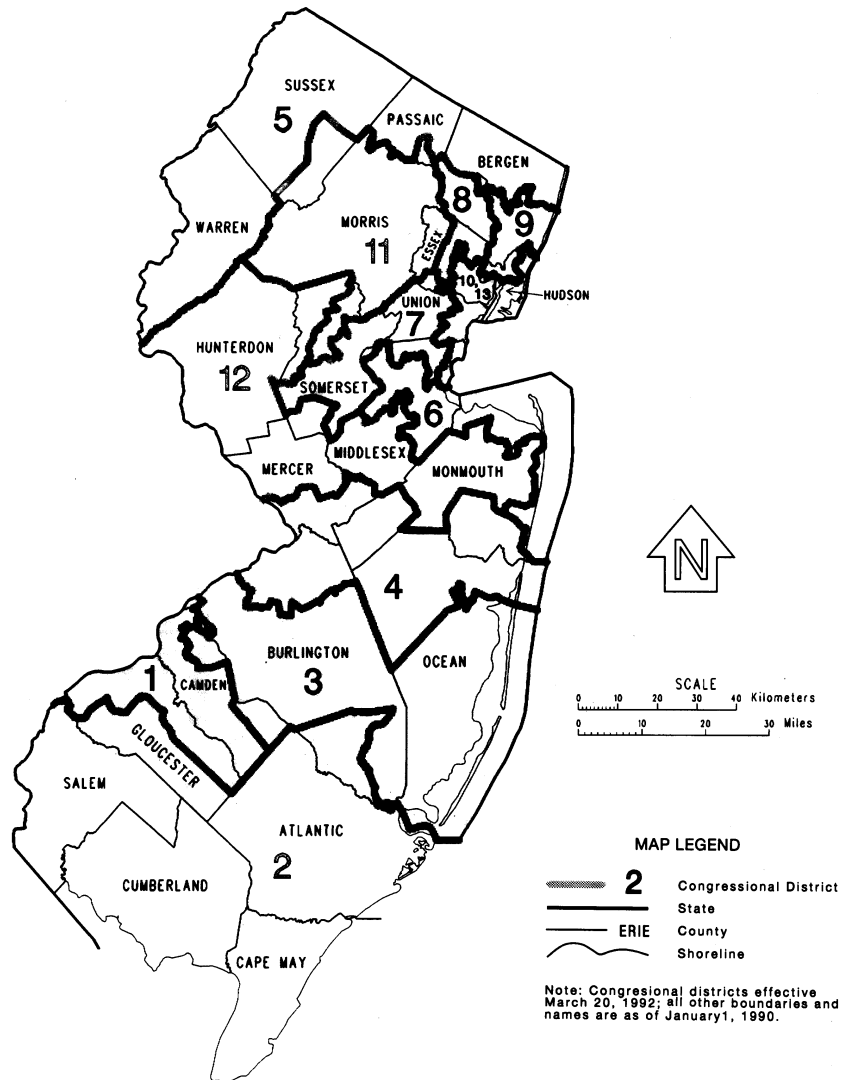 SUSSEX
5
PASSAIC
BERGEN
8
9
WARREN
MORRIS
11
ESSEX
10,
13
HUDSON
UNION
7
HUNTERDON
12
SOMERSET
6
MIDDLESEX
MERCER
MONMOUTH
N
4
BURLINGTON
3
OCEAN
1
CAMDEN
SCALE
0 10 20 30 40 Kilometers
0 10 20 30 Miles
GLOUCESTER
SALEM
ATLANTIC
2
CUMBERLAND
CAPE MAY
MAP LEGEND
2 Congressional District
State
ERIE County
Shoreline
Note: Congresional districts effective
March 20, 1992; all other boundaries and
names are as of January1, 1990.